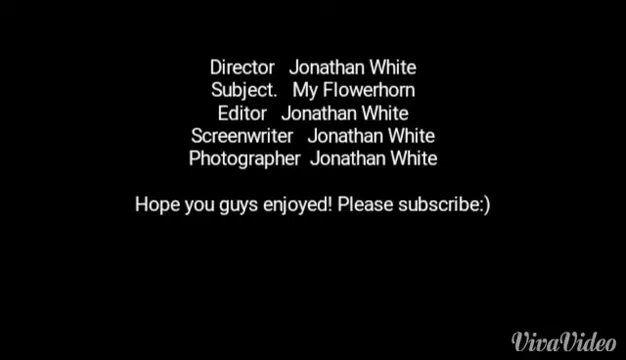 Director Jonathan White
Subject. My Flowerhorn
Editor Jonathan White
Screenwriter Jonathan White
Photographer Jonathan White
Hope you guys enjoyed! Please subscribe:)
VivaVideo